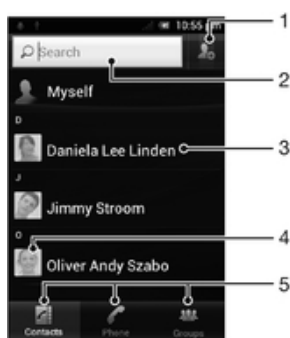 10:55 pm
1
Search
2
Myself
D
Daniela Lee Linden
3
J
Jimmy Stroom
O
4
Oliver Andy Szabo
5
Contacts Phone Groups